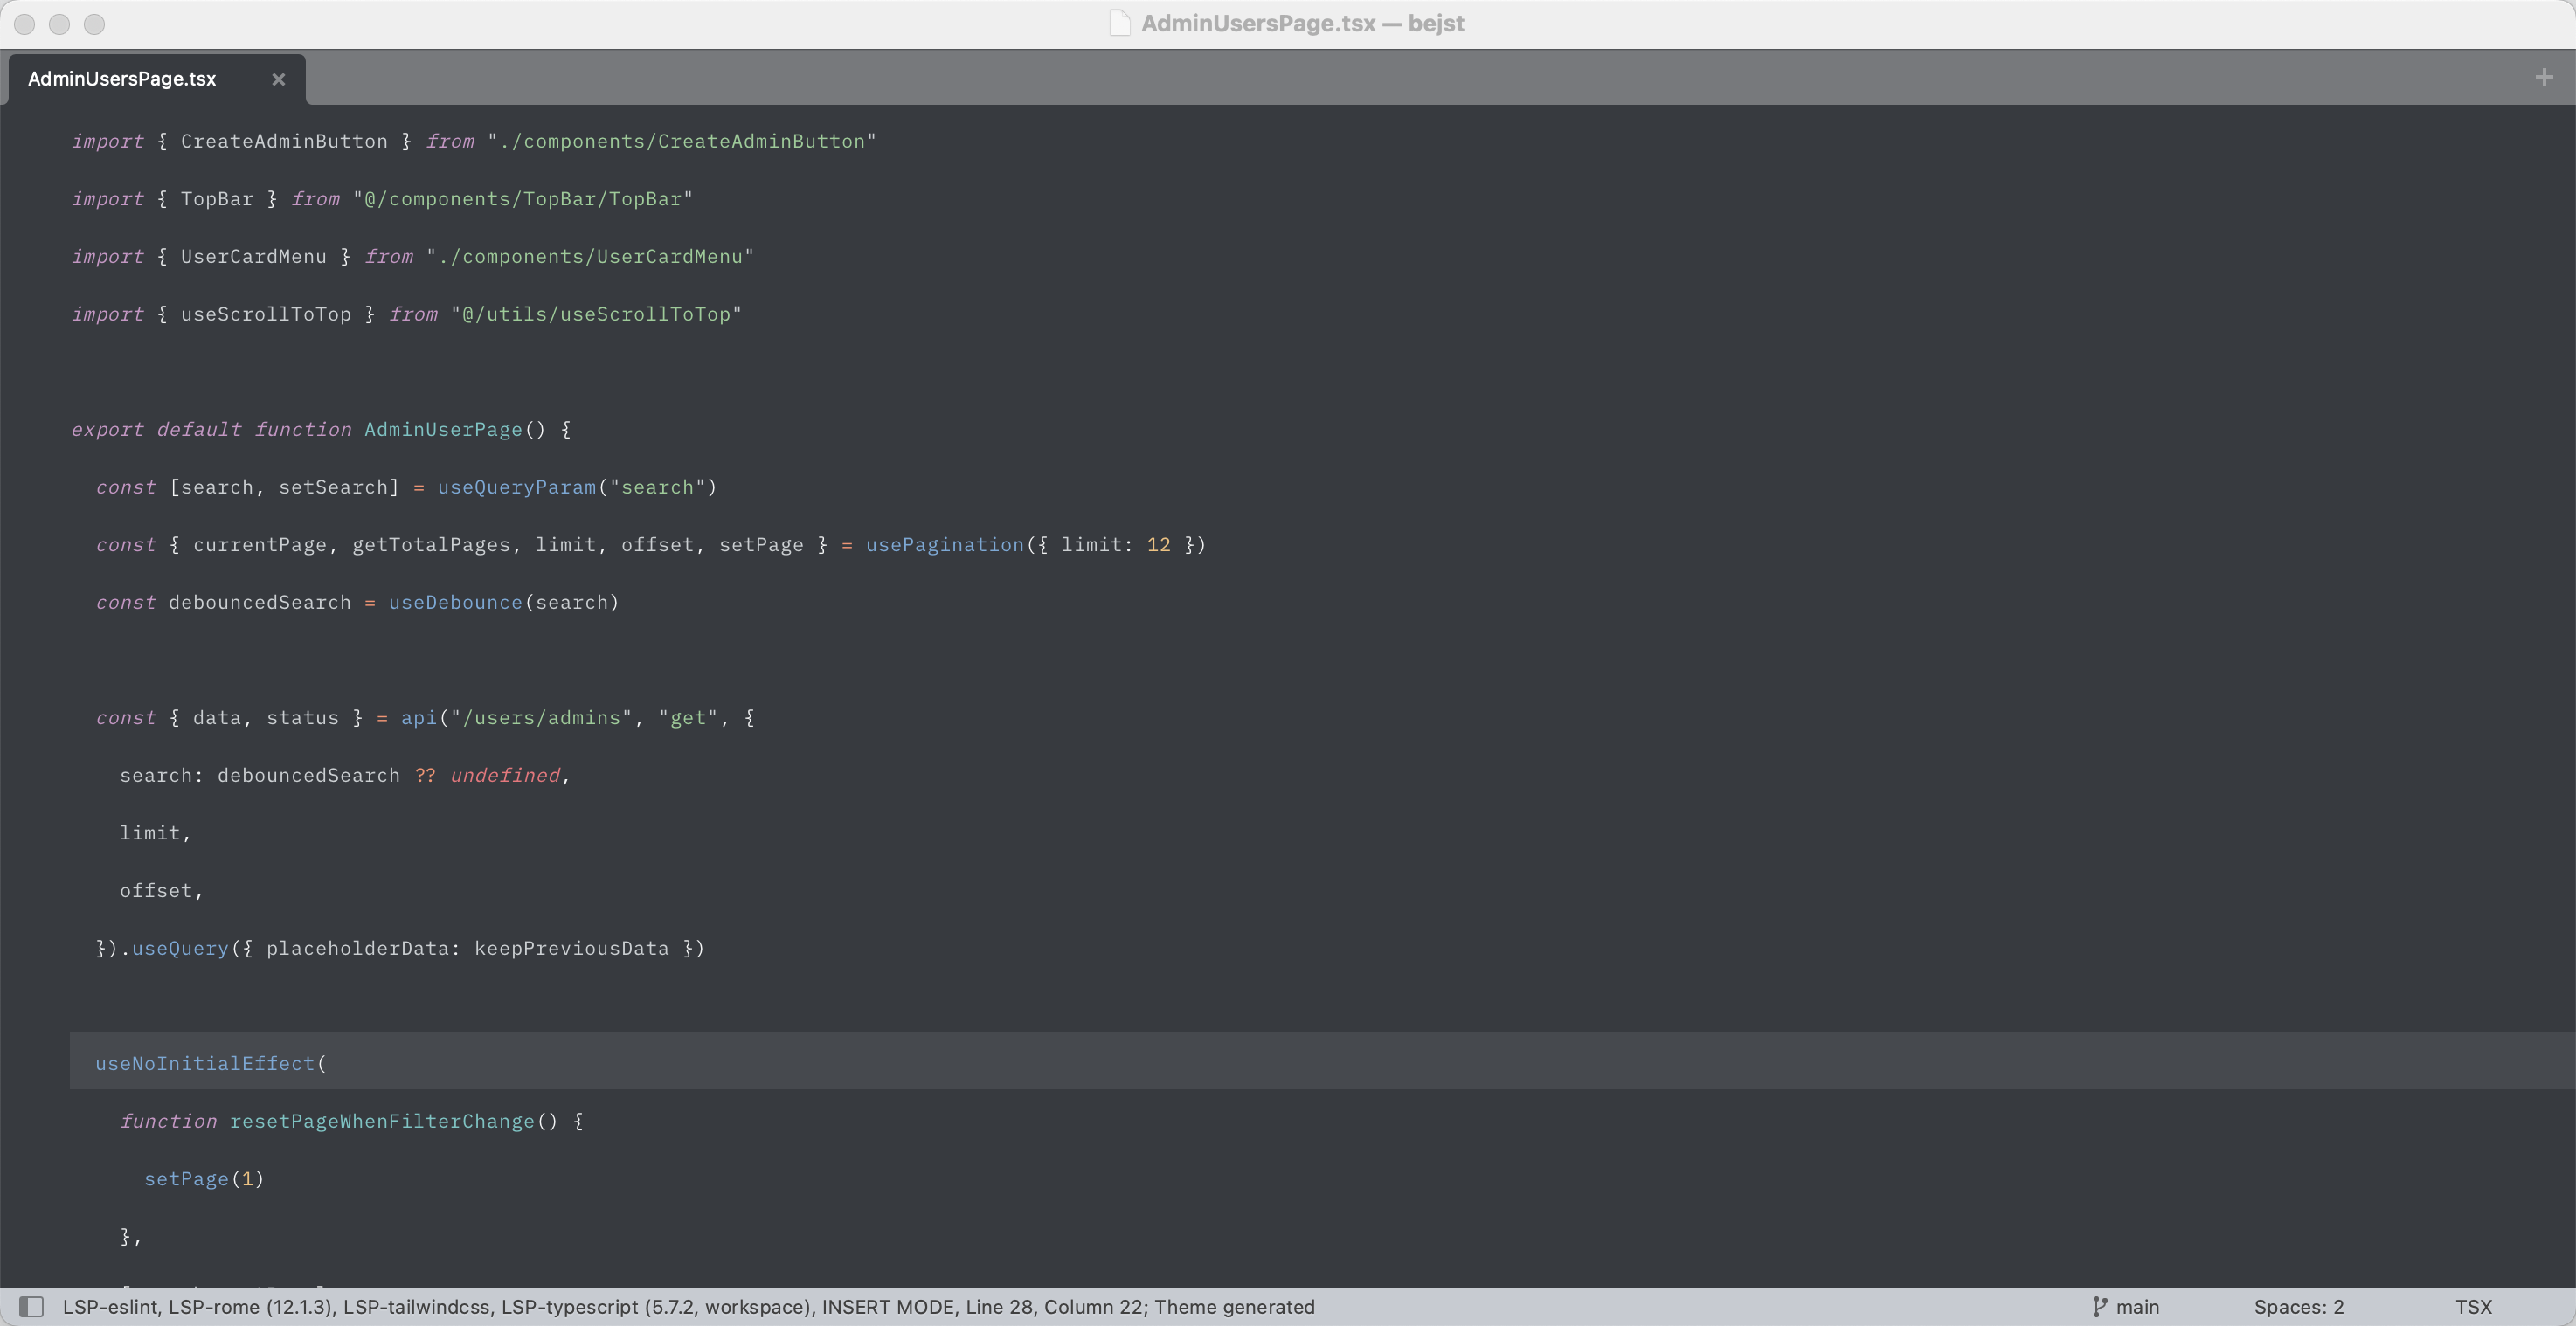 AdminUsersPage.tsx — bejst
AdminUsersPage.tsx
import { CreateAdminButton } from "./components/CreateAdminButton"
import { TopBar } from "@/components/TopBar/TopBar"
import { UserCardMenu } from "./components/UserCardMenu"
import { useScrollToTop } from "@/utils/useScrollToTop"
export default function AdminUserPage() {
const [search, setSearch] = useQueryParam("search")
const { currentPage, getTotalPages, limit, offset, setPage } = usePagination({ limit: 12 })
const debouncedSearch = useDebounce(search)
const { data, status } = api("/users/admins", "get", {
search: debouncedSearch ?? undefined,
limit,
offset,
}).useQuery({ placeholderData: keepPreviousData })
useNoInitialEffect(
function resetPageWhenFilterChange() {
setPage(1)
},
LSP-eslint, LSP-rome (12.1.3), LSP-tailwindcss, LSP-typescript (5.7.2, workspace), INSERT MODE, Line 28, Column 22; Theme generated
main
Spaces: 2
TSX